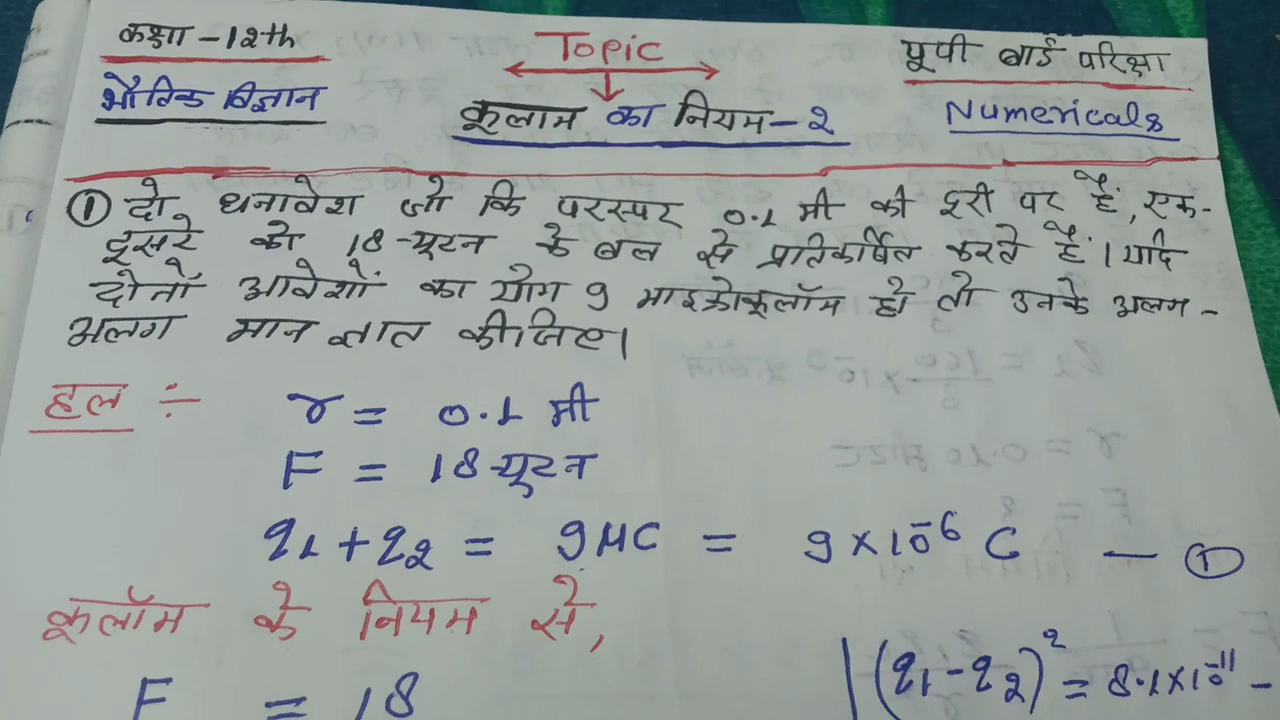 कक्षा - 12th
भौतिक विज्ञान
Topic
कूलाम का नियम - 2
यूपी बार्ड परिक्षा
Numericals
① दो धनावेश जो कि परस्पर 0.1 मी की दूरी पर हैं, एक-
दूसरे को 18 न्यूटन के बल से प्रतिकर्षित करते हैं। यदि
दोनों आवेशों का योग 9 माइक्रोकूलॉम हो तो उनके अलग-
अलग मान ज्ञात कीजिए।
हल ÷
r = 0.1 मी
F = 18 न्यूटन
q1 + q2 = 9 μC = 9 × 10^-6 C — ①
कूलॉम के नियम से,
F = 18
(q1 - q2)^2 = 8.1 × 10^-11 -